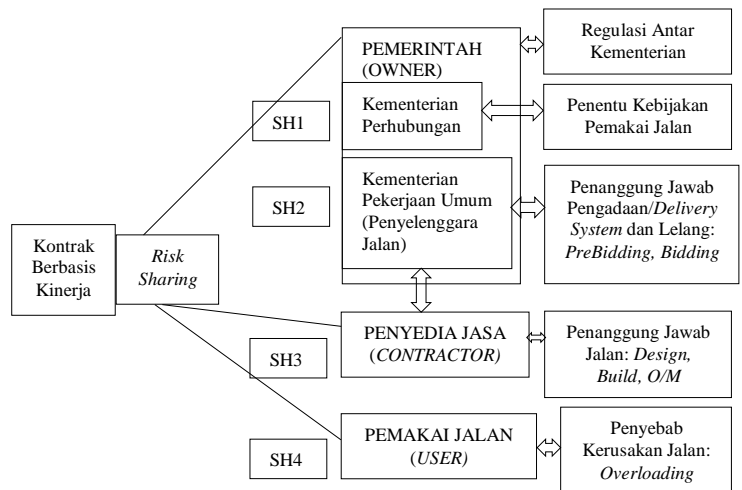 PEMERINTAH
(OWNER)
Regulasi Antar
Kementerian
SH1
Kementerian
Perhubungan
Penentu Kebijakan
Pemakai Jalan
SH2
Kementerian
Pekerjaan Umum
(Penyelenggara
Jalan)
Penanggung Jawab
Pengadaan/Delivery
System dan Lelang:
PreBidding, Bidding
Kontrak
Berbasis
Kinerja
Risk
Sharing
SH3
PENYEDIA JASA
(CONTRACTOR)
Penanggung Jawab
Jalan: Design,
Build, O/M
SH4
PEMAKAI JALAN
(USER)
Penyebab
Kerusakan Jalan:
Overloading